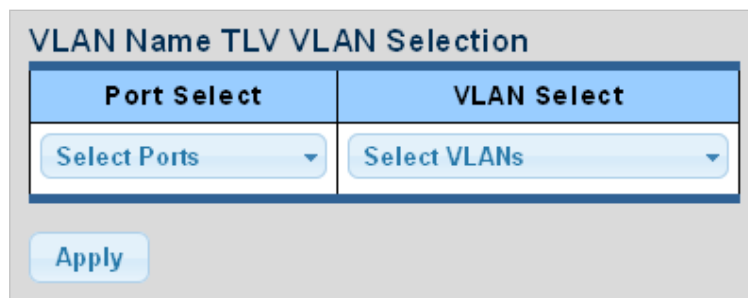 VLAN Name TLV VLAN Selection
Port Select VLAN Select
Select Ports Select VLANs
Apply